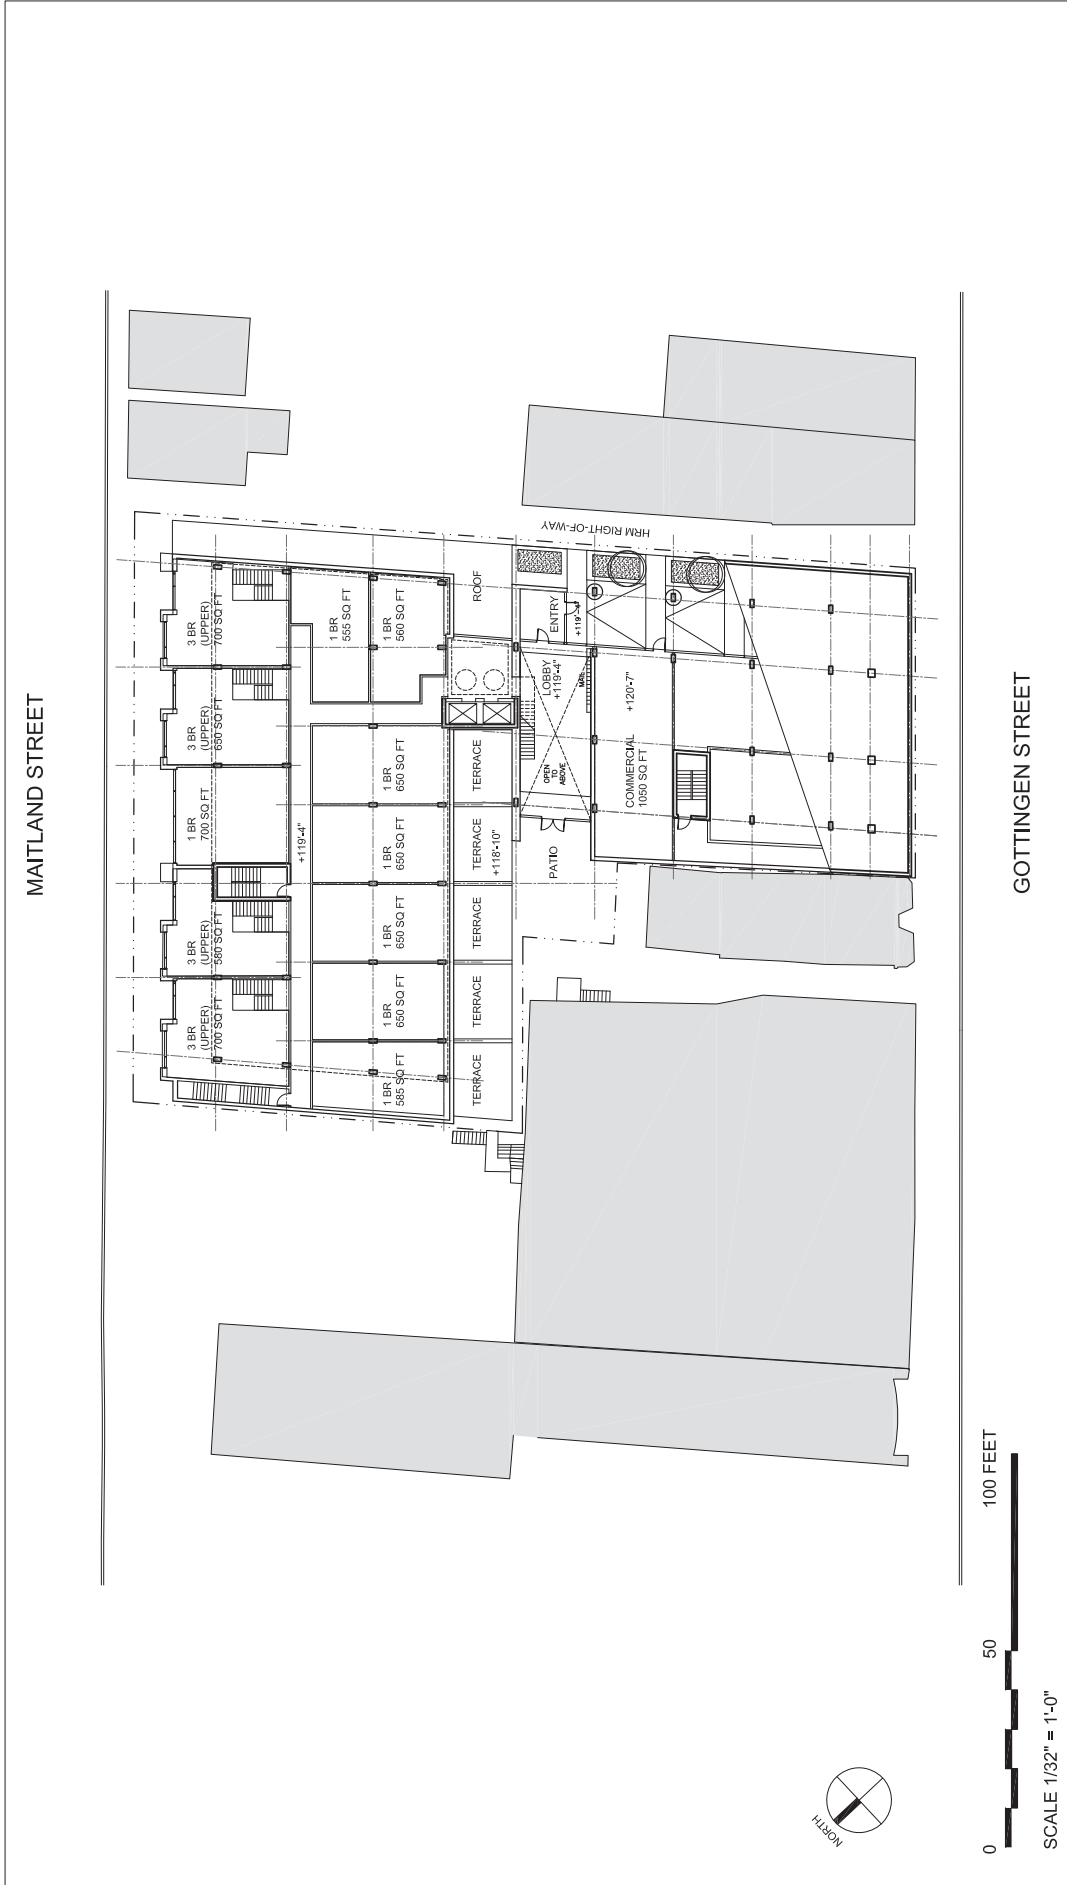 MAITLAND STREET
3 BR
(UPPER)
700 SQ FT
3 BR
(UPPER)
580 SQ FT
1 BR
700 SQ FT
3 BR
(UPPER)
650 SQ FT
3 BR
(UPPER)
700 SQ FT
+119'-4"
1 BR
555 SQ FT
1 BR
585 SQ FT
1 BR
650 SQ FT
1 BR
650 SQ FT
1 BR
650 SQ FT
1 BR
650 SQ FT
1 BR
560 SQ FT
TERRACE
TERRACE
TERRACE
TERRACE
TERRACE
+118'-10"
ROOF
PATIO
OPEN
TO
ABOVE
LOBBY
+119'-4"
MAIL
ENTRY
+119'-4"
HRM RIGHT-OF-WAY
COMMERCIAL
1050 SQ FT
+120'-7"
GOTTINGEN STREET
NORTH
0
50
100 FEET
SCALE 1/32" = 1'-0"